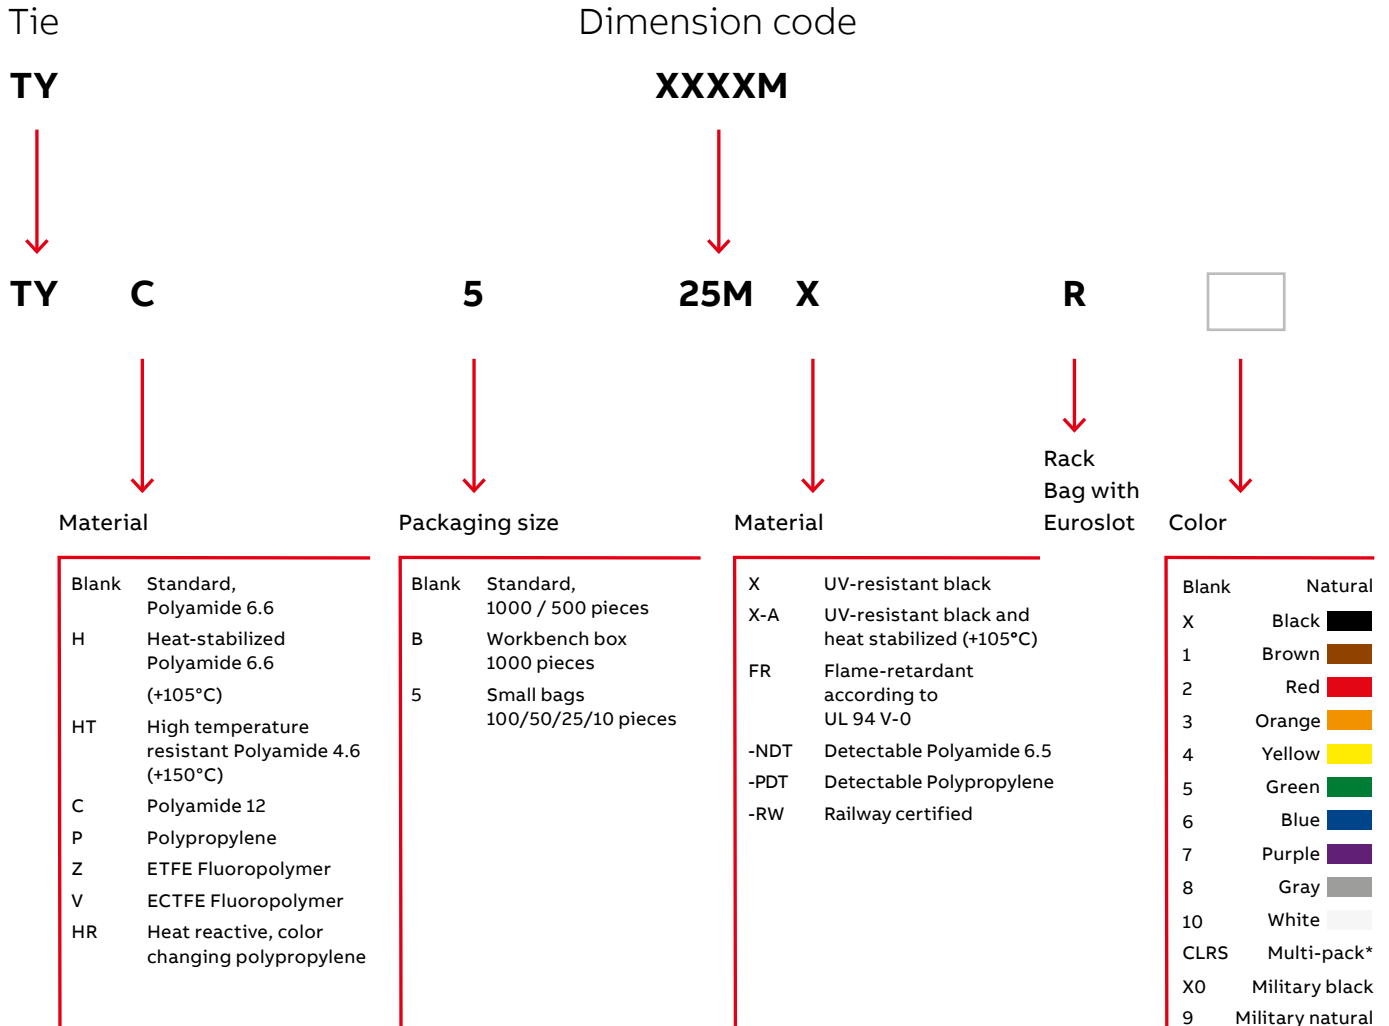 Tie
Dimension code
TY
XXXXM
TY C 5 25M X R
Rack
Bag with
Euroslot
Material
Blank Standard,
Polyamide 6.6
H Heat-stabilized
Polyamide 6.6
(+105°C)
HT High temperature
resistant Polyamide 4.6
(+150°C)
C Polyamide 12
P Polypropylene
Z ETFE Fluoropolymer
V ECTFE Fluoropolymer
HR Heat reactive, color
changing polypropylene
Packaging size
Blank Standard,
1000 / 500 pieces
B Workbench box
1000 pieces
5 Small bags
100/50/25/10 pieces
Material
X UV-resistant black
X-A UV-resistant black and
heat stabilized (+105°C)
FR Flame-retardant
according to
UL 94 V-0
-NDT Detectable Polyamide 6.5
-PDT Detectable Polypropylene
-RW Railway certified
Color
Blank Natural
X Black
1 Brown
2 Red
3 Orange
4 Yellow
5 Green
6 Blue
7 Purple
8 Gray
10 White
CLRS Multi-pack*
X0 Military black
9 Military natural